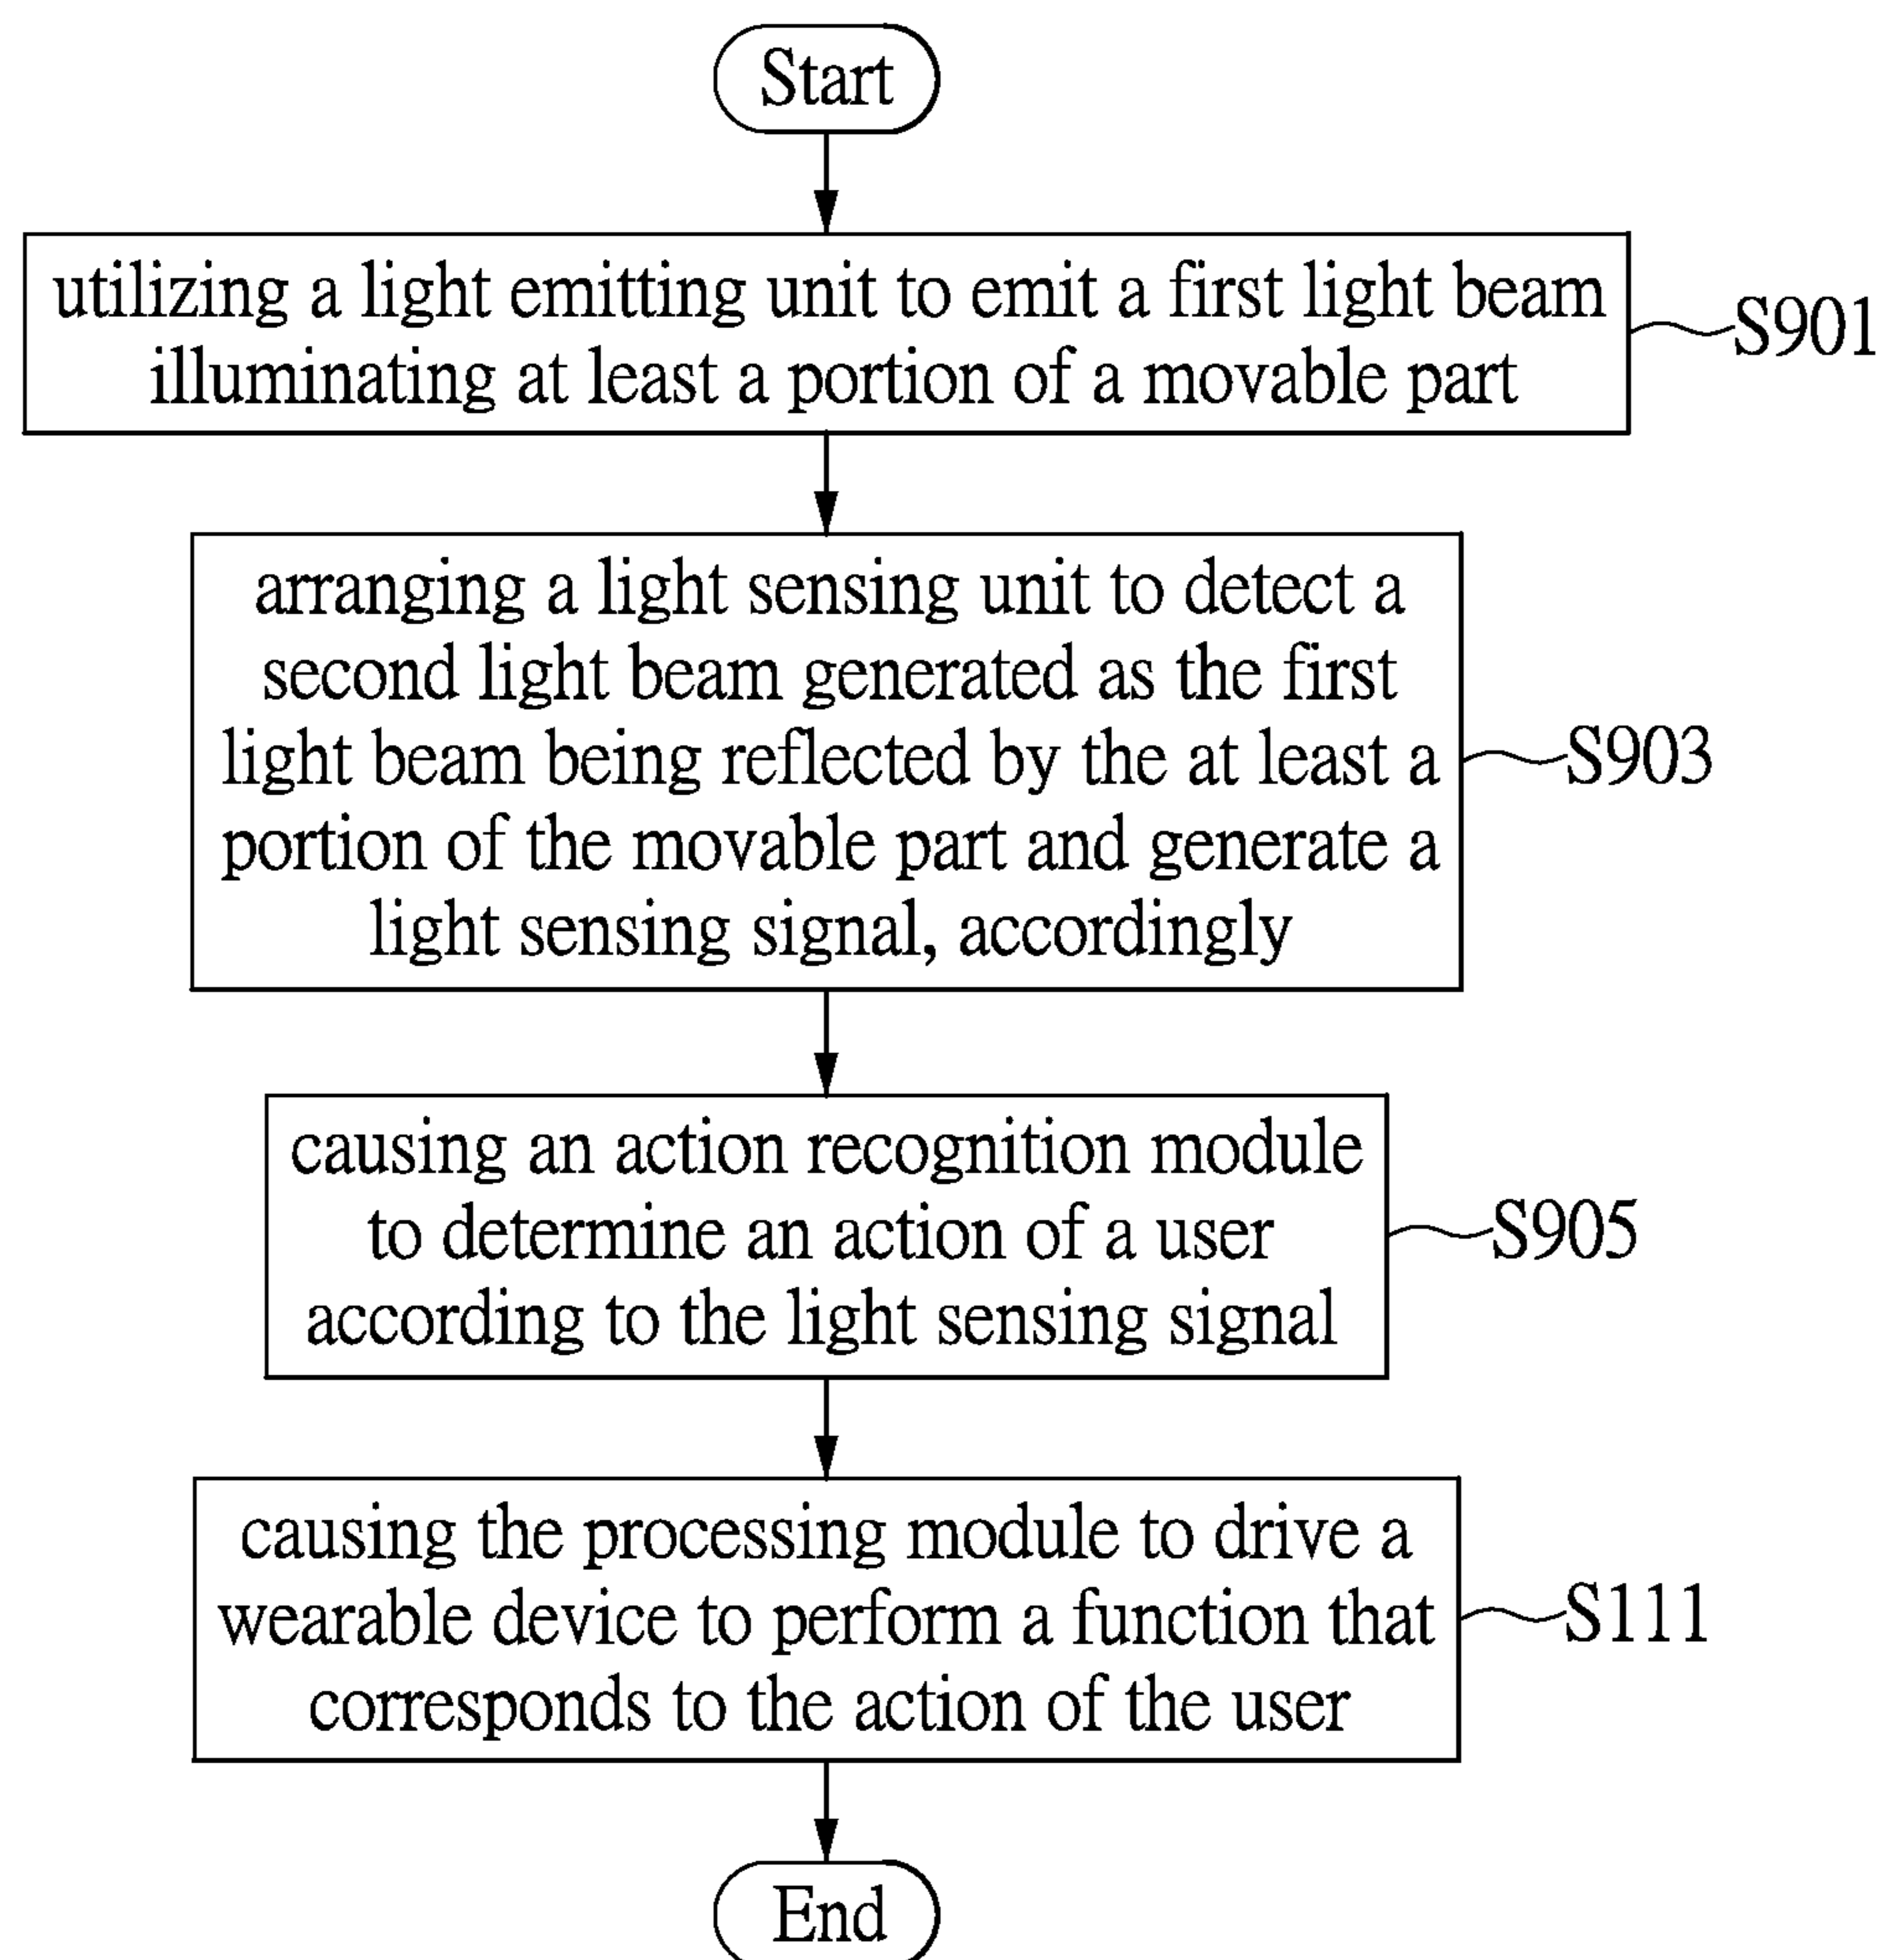 Start
utilizing a light emitting unit to emit a first light beam
illuminating at least a portion of a movable part
S901
arranging a light sensing unit to detect a
second light beam generated as the first
light beam being reflected by the at least a
portion of the movable part and generate a
light sensing signal, accordingly
S903
causing an action recognition module
to determine an action of a user
according to the light sensing signal
S905
causing the processing module to drive a
wearable device to perform a function that
corresponds to the action of the user
S111
End